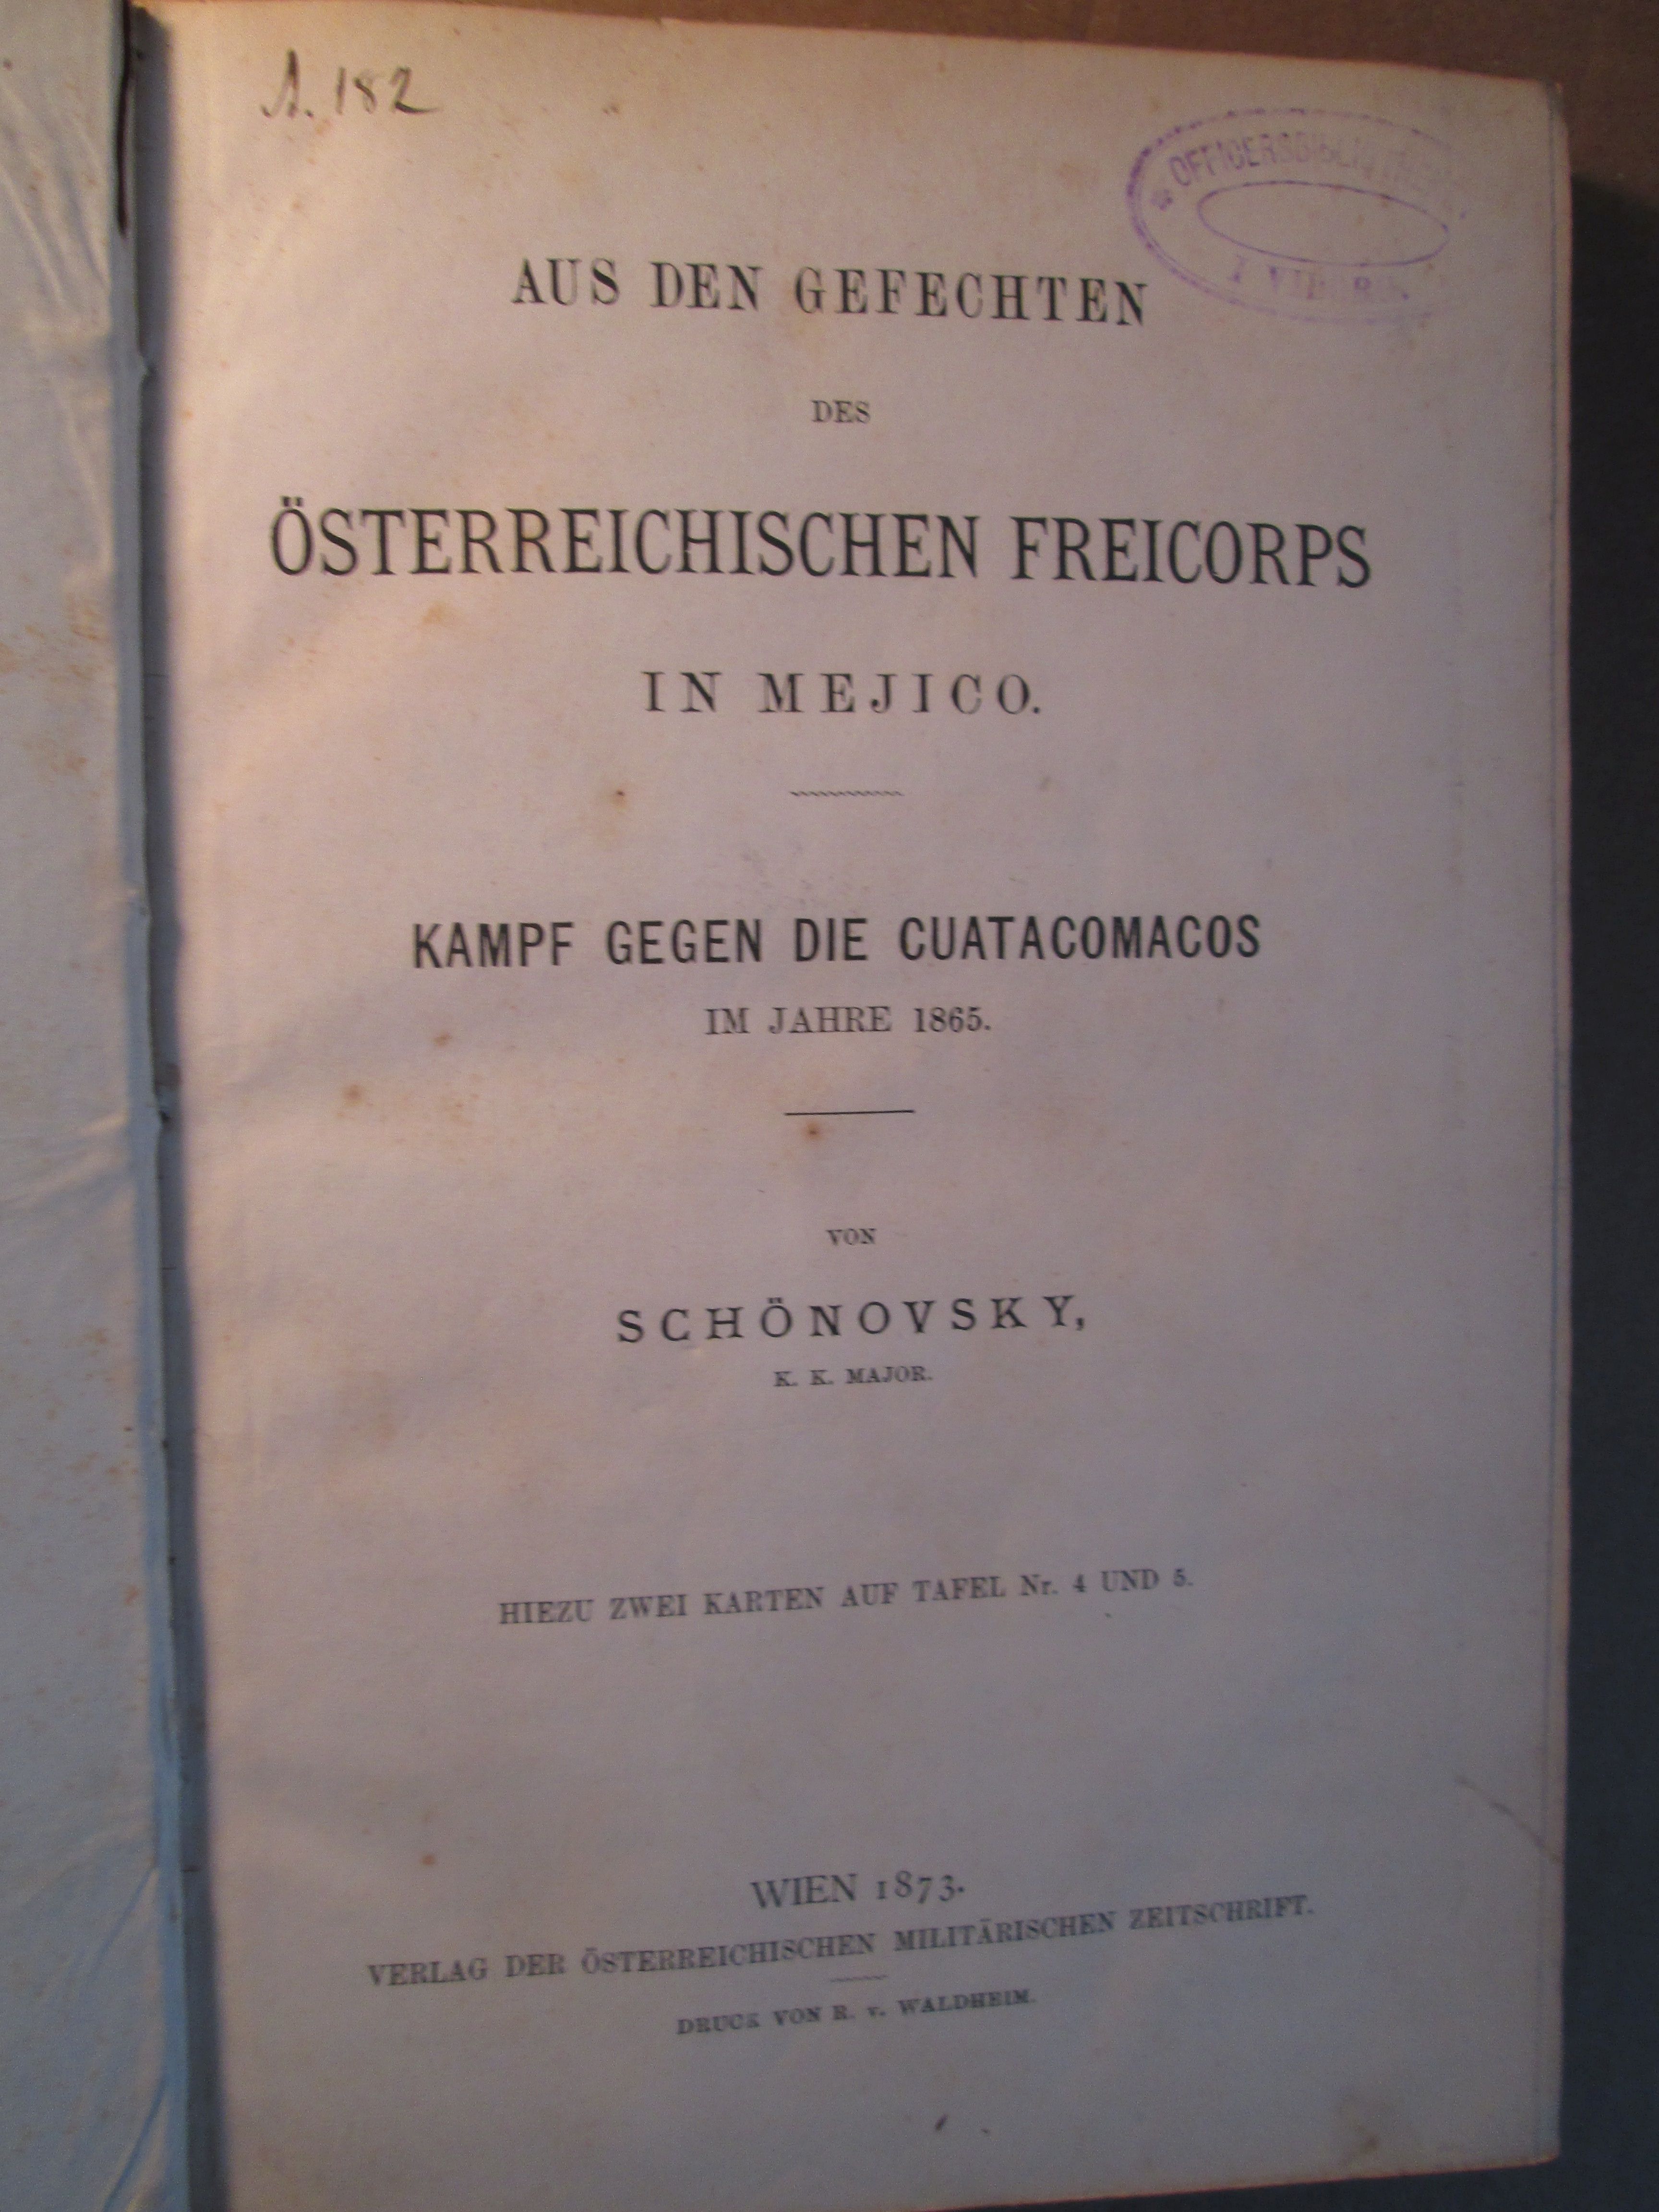 A. 182
OFFICERSBIBLIOTHEK
I VIBORG
AUS DEN GEFECHTEN
DES
ÖSTERREICHISCHEN FREICORPS
IN MEJICO.
KAMPF GEGEN DIE CUATACOMACOS
IM JAHRE 1865.
VON
SCHÖNOVSKY,
K. K. MAJOR.
HIEZU ZWEI KARTEN AUF TAFEL Nr. 4 UND 5.
WIEN 1873.
VERLAG DER ÖSTERREICHISCHEN MILITÄRISCHEN ZEITSCHRIFT.
DRUCK VON R. v. WALDHEIM.